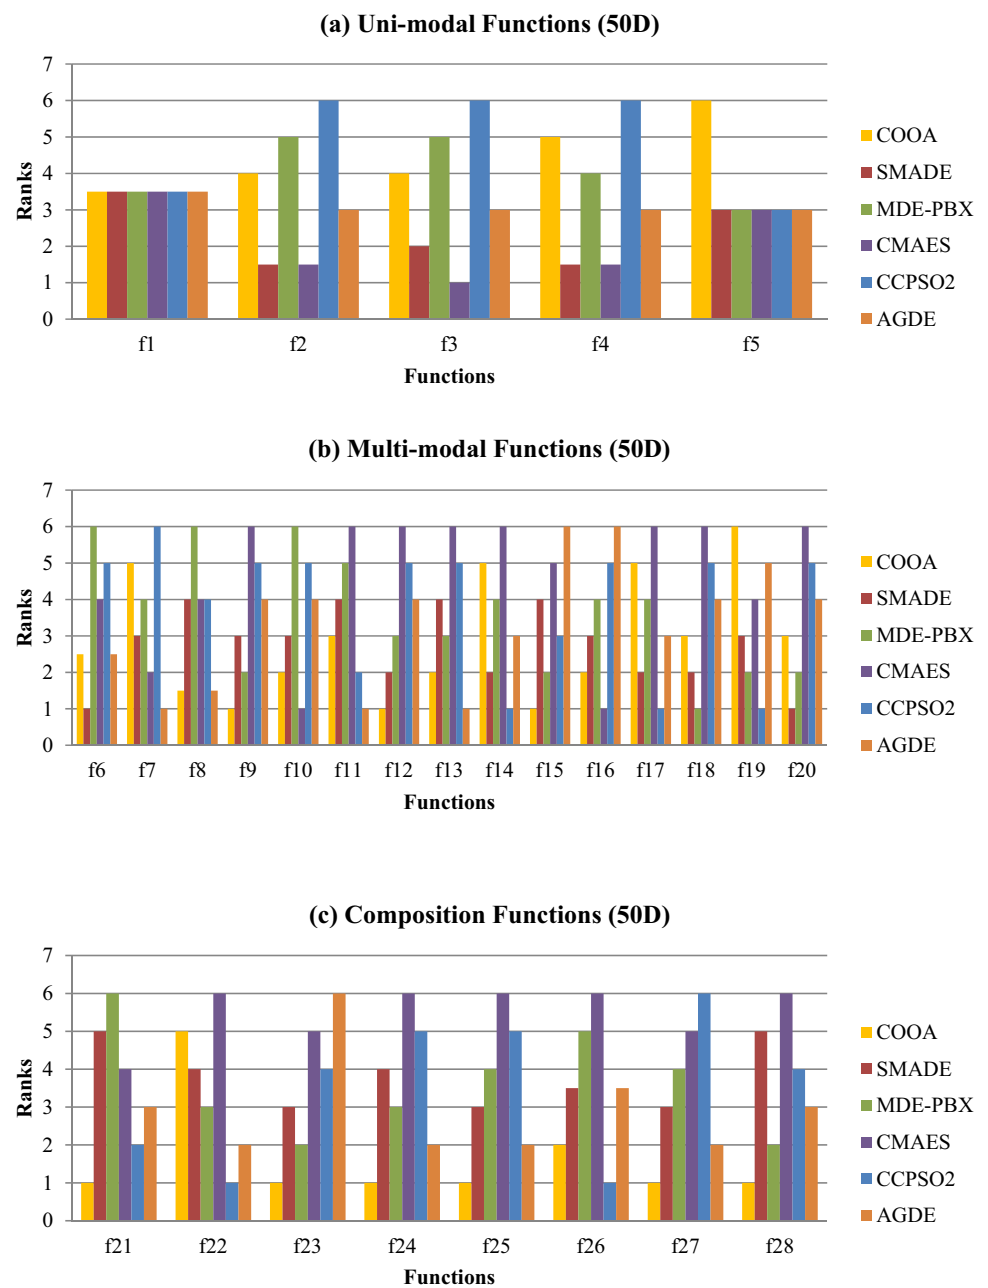 (a) Uni-modal Functions (50D)
7
6
5
4
3
2
1
0
Ranks
f1 f2 f3 f4 f5
Functions
COOA
SMADE
MDE-PBX
CMAES
CCPSO2
AGDE
(b) Multi-modal Functions (50D)
7
6
5
4
3
2
1
0
Ranks
f6 f7 f8 f9 f10 f11 f12 f13 f14 f15 f16 f17 f18 f19 f20
Functions
COOA
SMADE
MDE-PBX
CMAES
CCPSO2
AGDE
(c) Composition Functions (50D)
7
6
5
4
3
2
1
0
Ranks
f21 f22 f23 f24 f25 f26 f27 f28
Functions
COOA
SMADE
MDE-PBX
CMAES
CCPSO2
AGDE